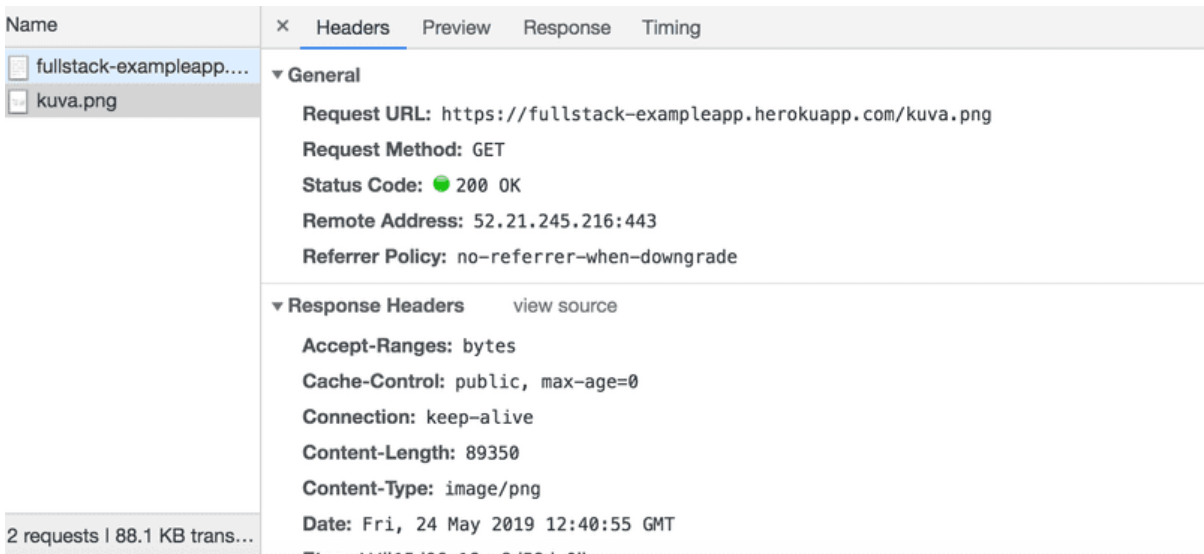 Name
× Headers Preview Response Timing
fullstack-exampleapp....
kuva.png
▼ General
Request URL: https://fullstack-exampleapp.herokuapp.com/kuva.png
Request Method: GET
Status Code: 200 OK
Remote Address: 52.21.245.216:443
Referrer Policy: no-referrer-when-downgrade
▼ Response Headers view source
Accept-Ranges: bytes
Cache-Control: public, max-age=0
Connection: keep-alive
Content-Length: 89350
Content-Type: image/png
Date: Fri, 24 May 2019 12:40:55 GMT
2 requests | 88.1 KB trans...